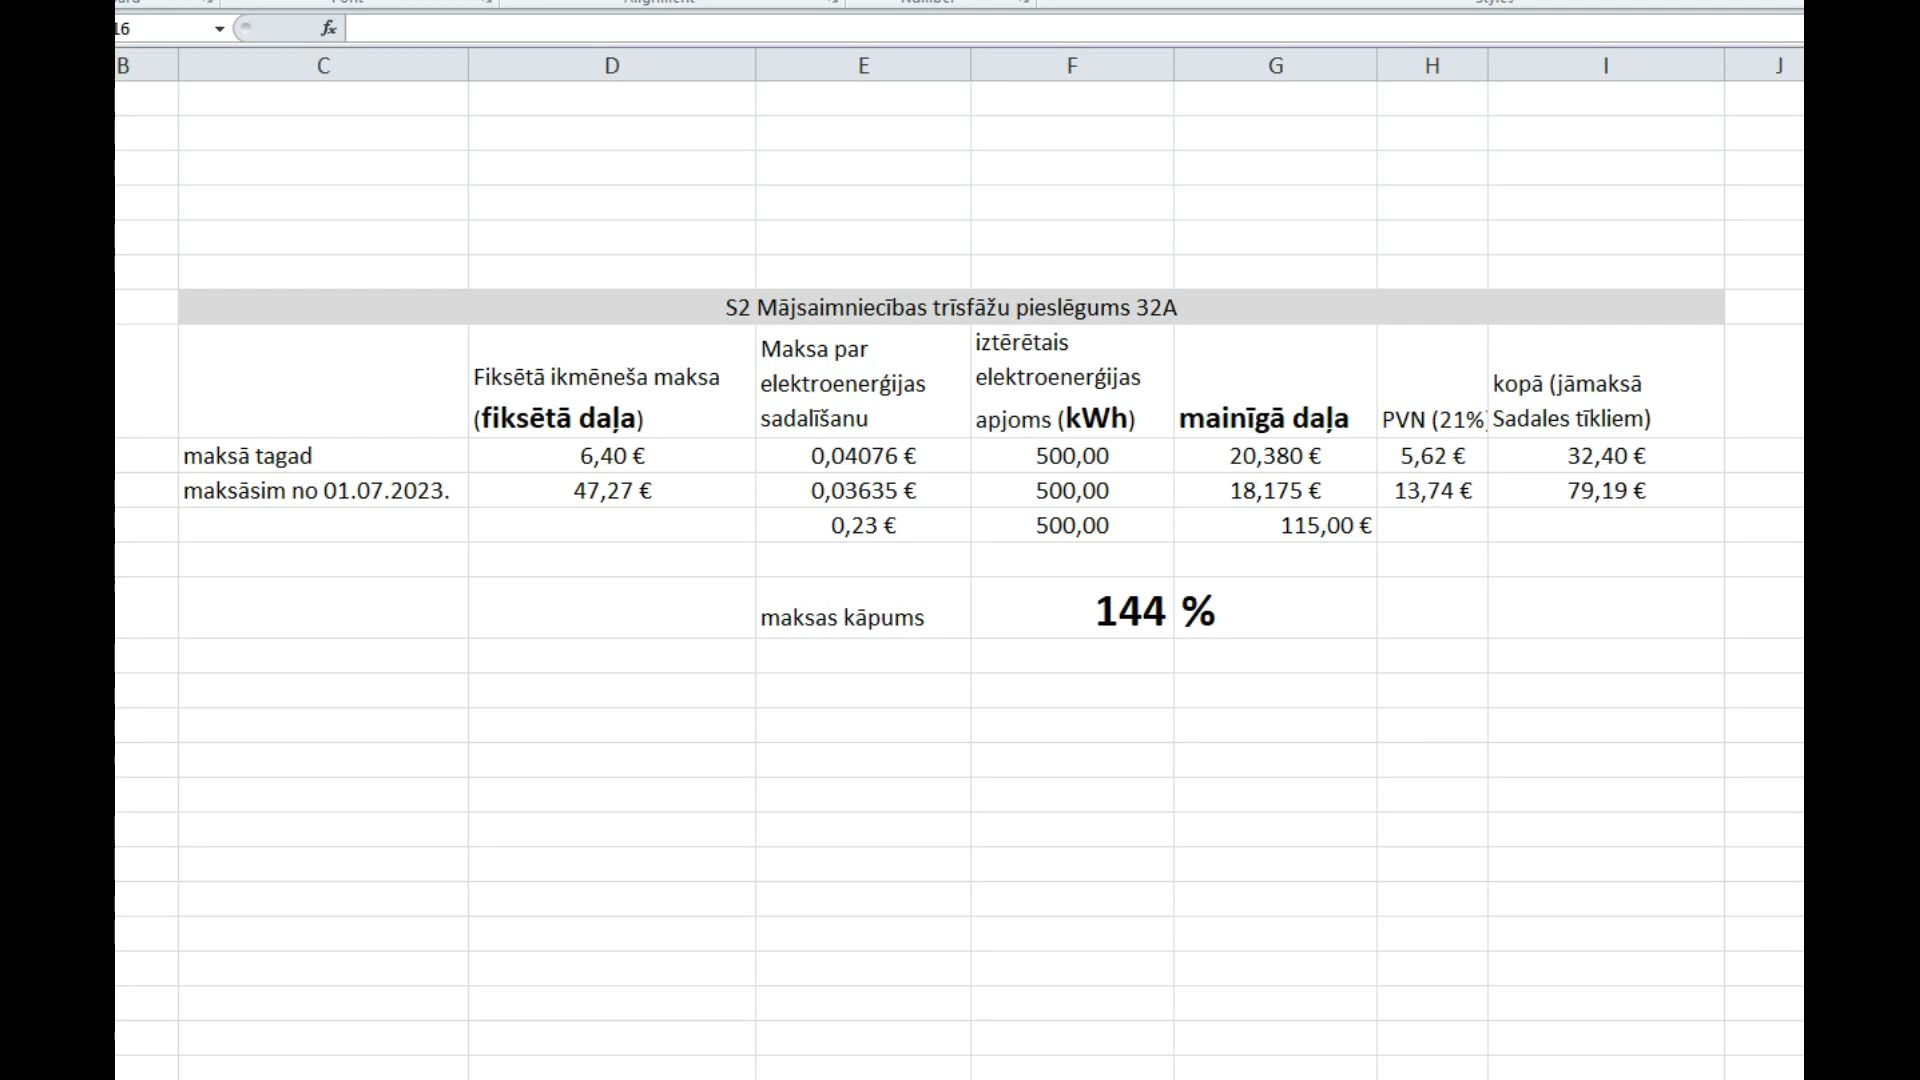 16
B C D E F G H I J
S2 Mājsaimniecības trīsfāžu pieslēgums 32A
Fiksētā ikmēneša maksa
(fiksētā daļa)
Maksa par
elektroenerģijas
sadalīšanu
iztērētais
elektroenerģijas
apjoms (kWh)
mainīgā daļa
PVN (21%
kopā (jāmaksā
Sadales tīkliem)
maksā tagad 6,40 € 0,04076 € 500,00 20,380 € 5,62 € 32,40 €
maksāsim no 01.07.2023. 47,27 € 0,03635 € 500,00 18,175 € 13,74 € 79,19 €
0,23 € 500,00 115,00 €
maksas kāpums 144 %